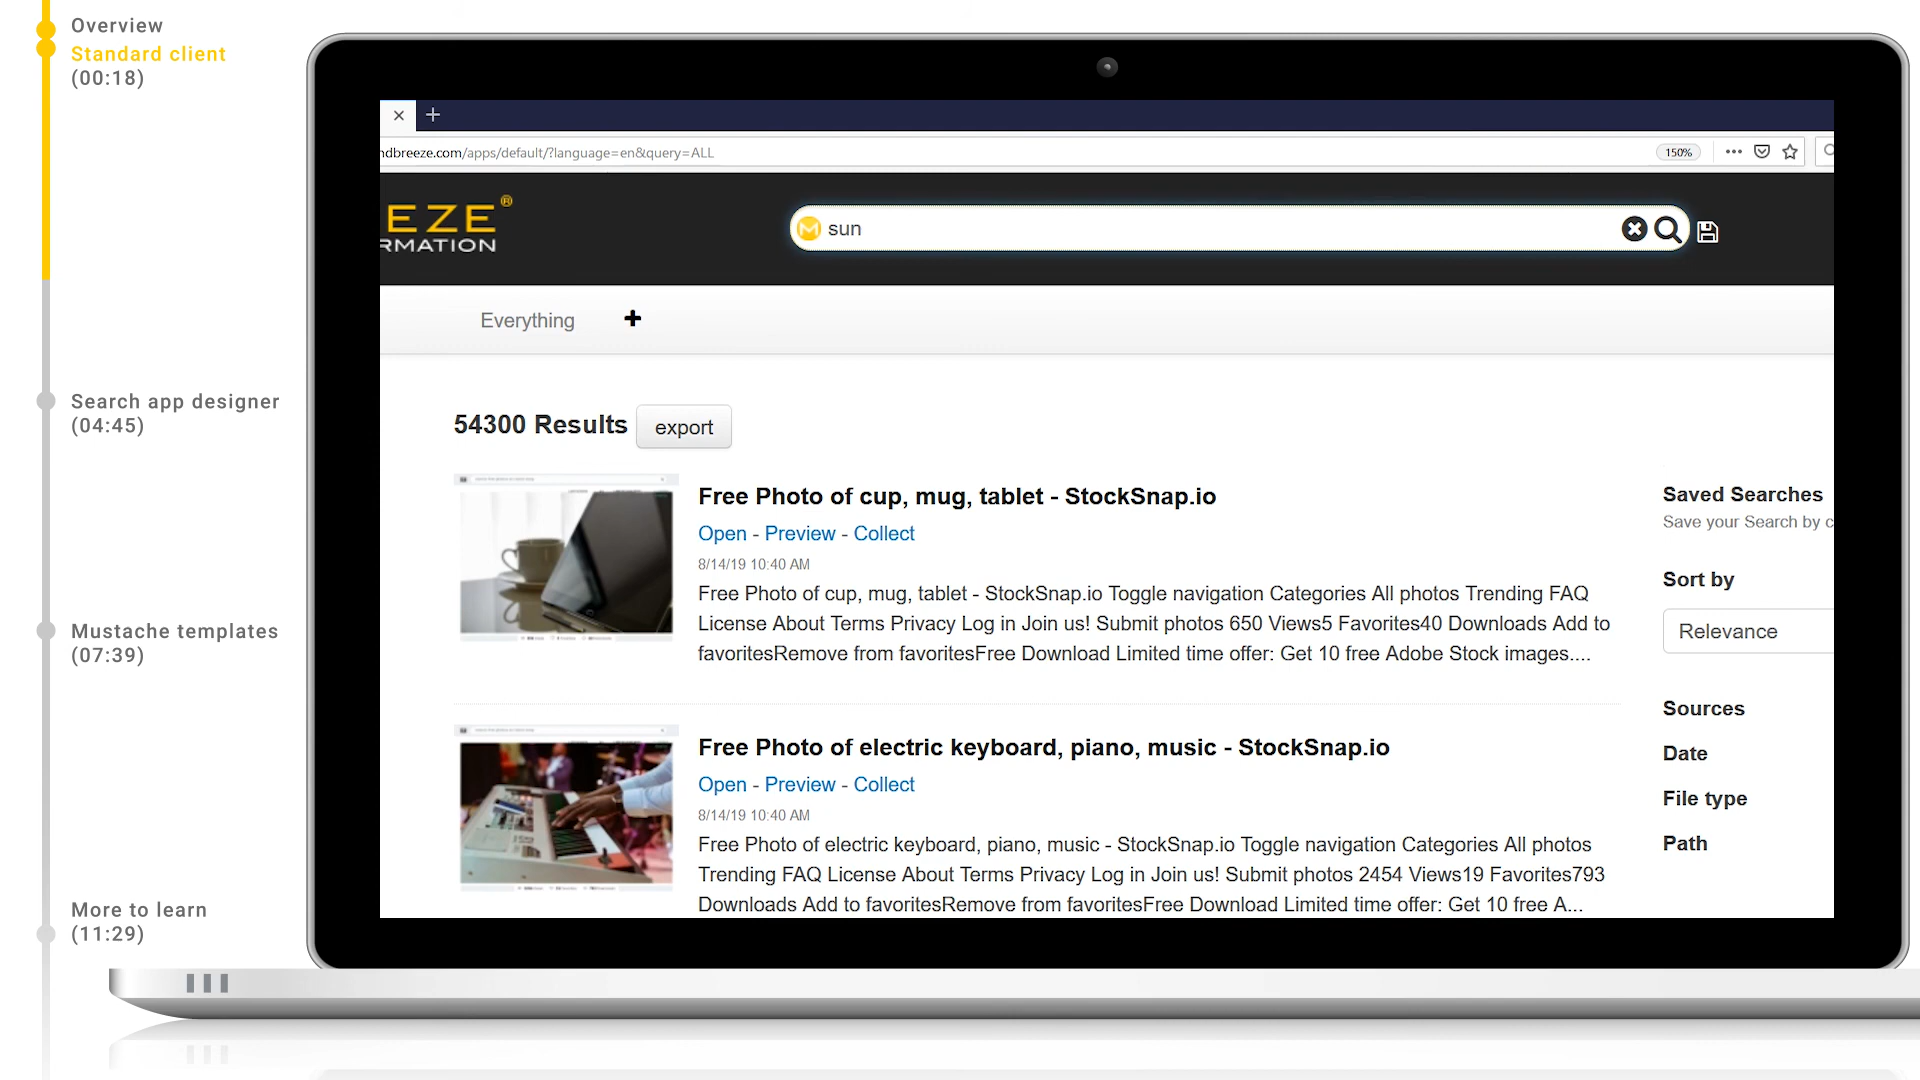 Overview
Standard client
(00:18)
Search app designer
(04:45)
Mustache templates
(07:39)
More to learn
(11:29)
ndbreeze.com/apps/default/?language=en&query=ALL
150%
EZE®
RMATION
sun
Everything
54300 Results
export
Free Photo of cup, mug, tablet - StockSnap.io
Open - Preview - Collect
8/14/19 10:40 AM
Free Photo of cup, mug, tablet - StockSnap.io Toggle navigation Categories All photos Trending FAQ
License About Terms Privacy Log in Join us! Submit photos 650 Views5 Favorites40 Downloads Add to
favoritesRemove from favoritesFree Download Limited time offer: Get 10 free Adobe Stock images....
Free Photo of electric keyboard, piano, music - StockSnap.io
Open - Preview - Collect
8/14/19 10:40 AM
Free Photo of electric keyboard, piano, music - StockSnap.io Toggle navigation Categories All photos
Trending FAQ License About Terms Privacy Log in Join us! Submit photos 2454 Views19 Favorites793
Downloads Add to favoritesRemove from favoritesFree Download Limited time offer: Get 10 free A...
Saved Searches
Save your Search by c
Sort by
Relevance
Sources
Date
File type
Path